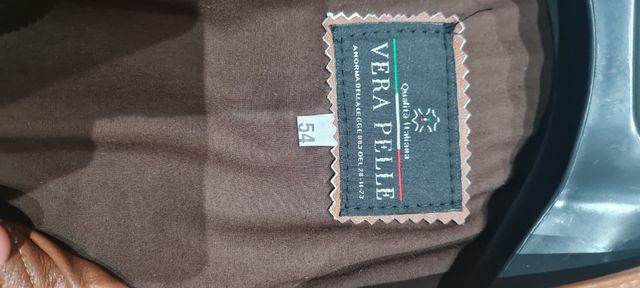 Qualità Italiana
VERA PELLE
A NORMA DELLA LEGGE 883 DEL 26-11-73
54